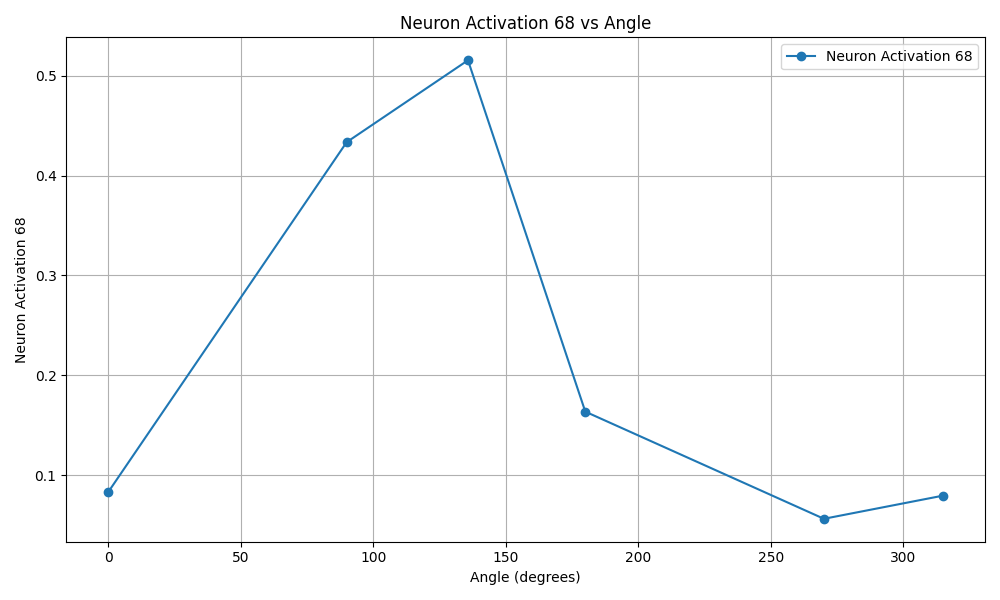 Neuron Activation 68 vs Angle
Neuron Activation 68
0.5
0.4
0.3
0.2
0.1
Neuron Activation 68
0 50 100 150 200 250 300
Angle (degrees)